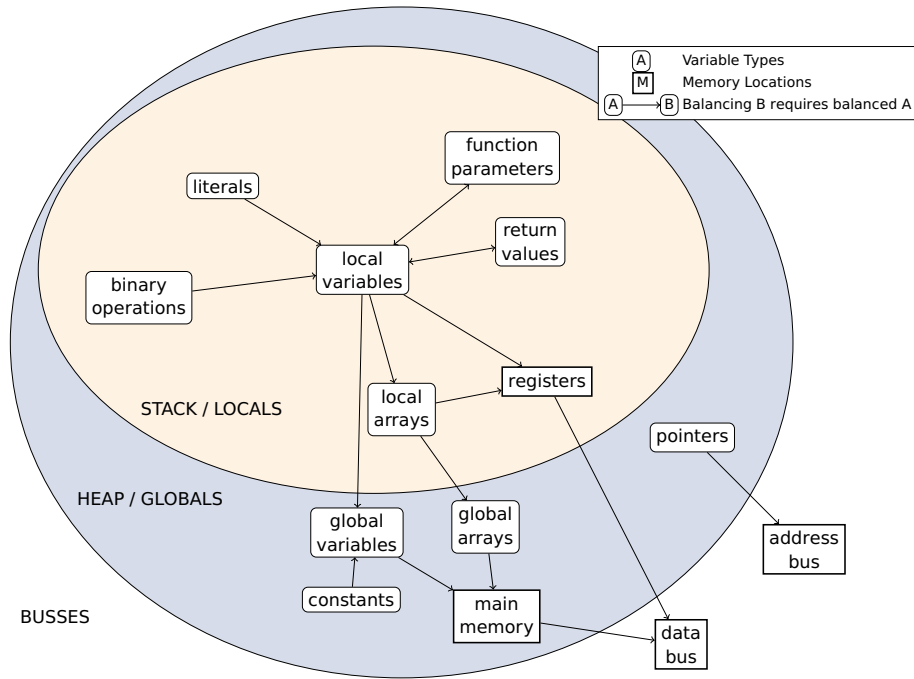 A Variable Types
M Memory Locations
A B Balancing B requires balanced A
function
parameters
literals
return
values
local
variables
binary
operations
registers
local
arrays
STACK / LOCALS
pointers
HEAP / GLOBALS
global
variables
global
arrays
address
bus
constants
main
memory
BUSSES
data
bus